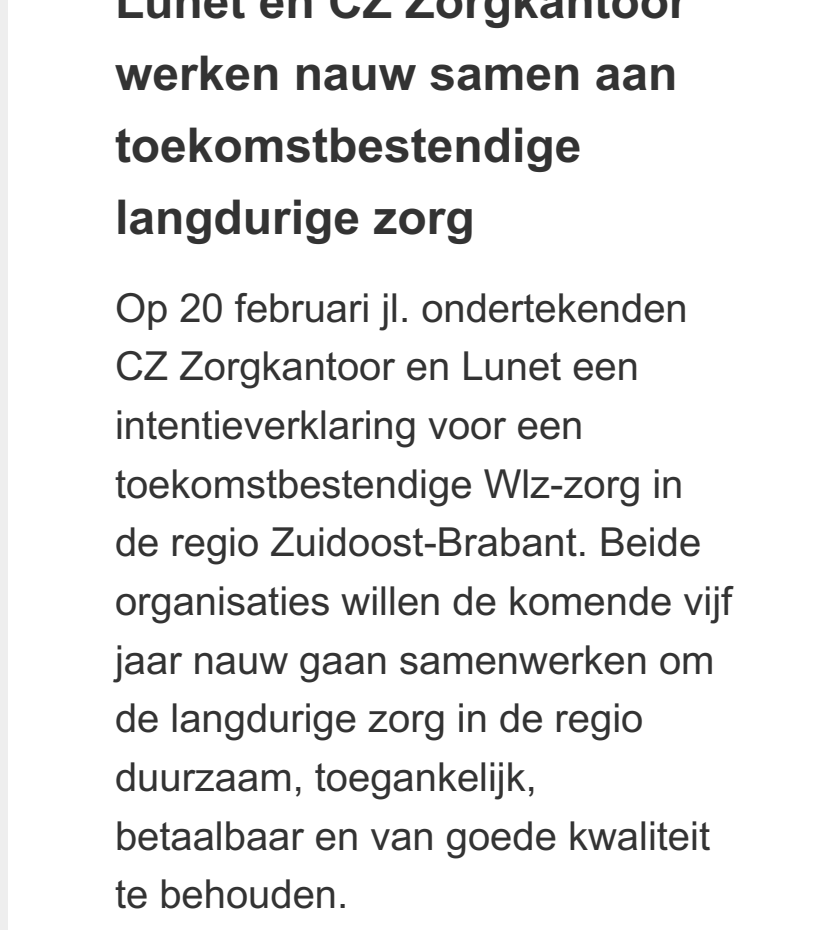 Lunet en CZ Zorgkantoor
werken nauw samen aan
toekomstbestendige
langdurige zorg
Op 20 februari jl. ondertekenden
CZ Zorgkantoor en Lunet een
intentieverklaring voor een
toekomstbestendige Wlz-zorg in
de regio Zuidoost-Brabant. Beide
organisaties willen de komende vijf
jaar nauw gaan samenwerken om
de langdurige zorg in de regio
duurzaam, toegankelijk,
betaalbaar en van goede kwaliteit
te behouden.